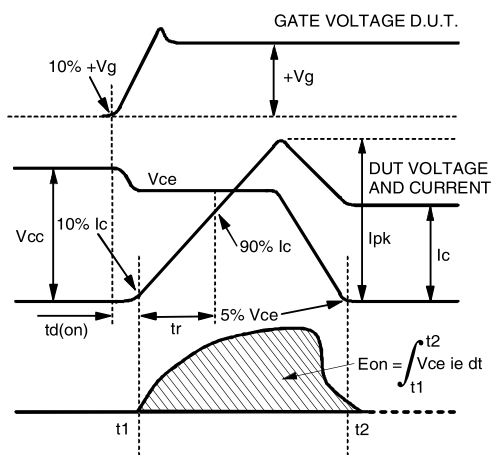 GATE VOLTAGE D.U.T.
10% +Vg
+Vg
DUT VOLTAGE
AND CURRENT
Vce
10% Ic
Vcc
90% Ic
Ipk
Ic
5% Vce
td(on)
tr
Eon = ∫ Vce ie dt
t2
t1
t1
t2